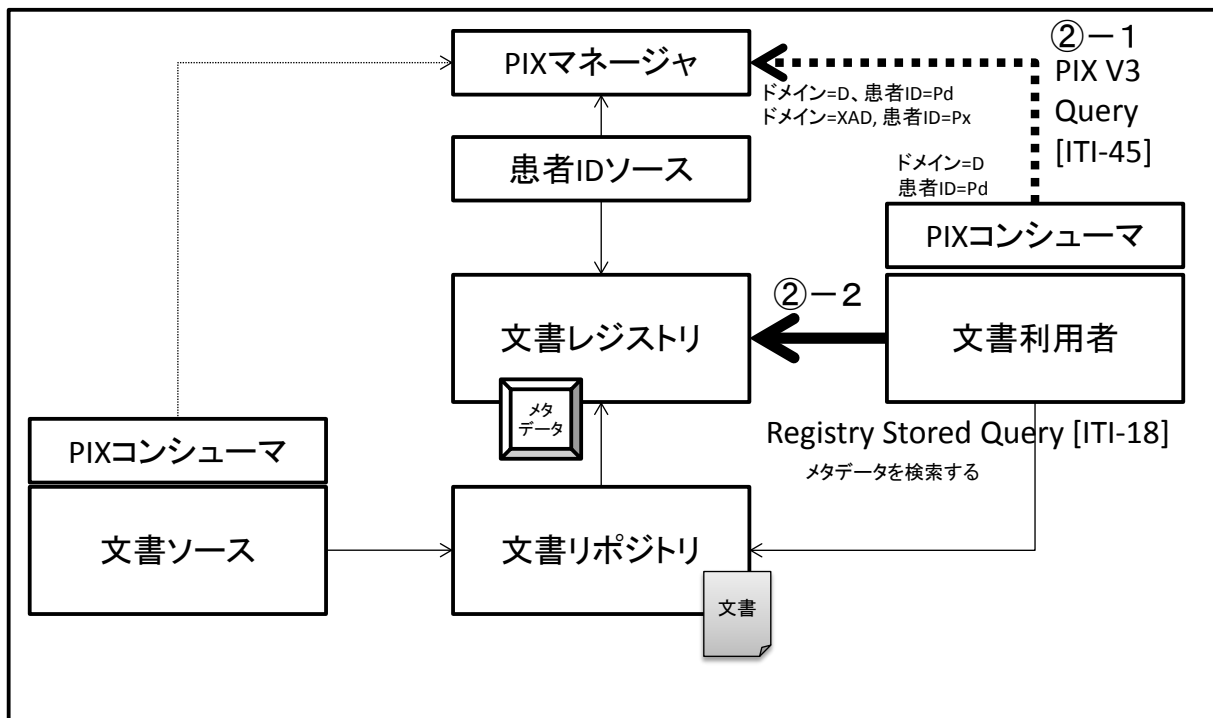 PIXマネージャ
②－1
PIX V3
Query
[ITI-45]
ドメイン=D、患者ID=Pd
ドメイン=XAD, 患者ID=Px
患者IDソース
ドメイン=D
患者ID=Pd
PIXコンシューマ
②－2
文書レジストリ
文書利用者
メタ
データ
Registry Stored Query [ITI-18]
メタデータを検索する
PIXコンシューマ
文書ソース
文書リポジトリ
文書